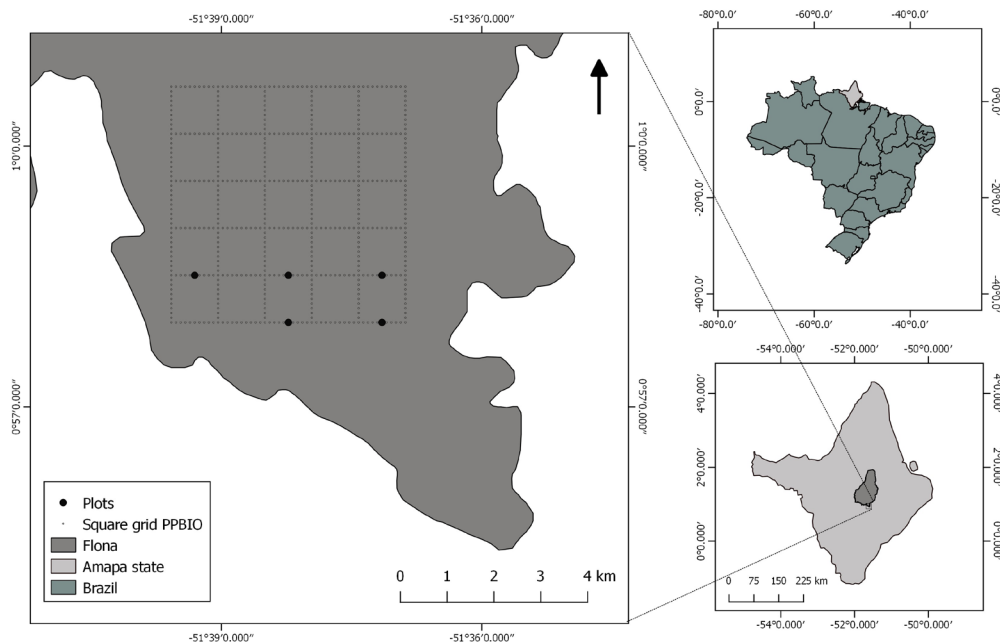 -51°39'0.000" -51°36'0.000"
1°0'0.000" 1°0'0.000"
0°57'0.000" 0°57'0.000"
Plots
Square grid PPBIO
Flona
Amapa state
Brazil
0 1 2 3 4 km
-51°39'0.000" -51°36'0.000"
-80°0.0' -60°0.0' -40°0.0'
0°0.0' 0°0.0'
-20°0.0' -20°0.0'
-40°0.0' -40°0.0'
-80°0.0' -60°0.0' -40°0.0'
-54°0.000' -52°0.000' -50°0.000'
4°0.000' 4°0.000'
2°0.000' 2°0.000'
0°0.000' 0°0.000'
0 75 150 225 km
-54°0.000' -52°0.000' -50°0.000'